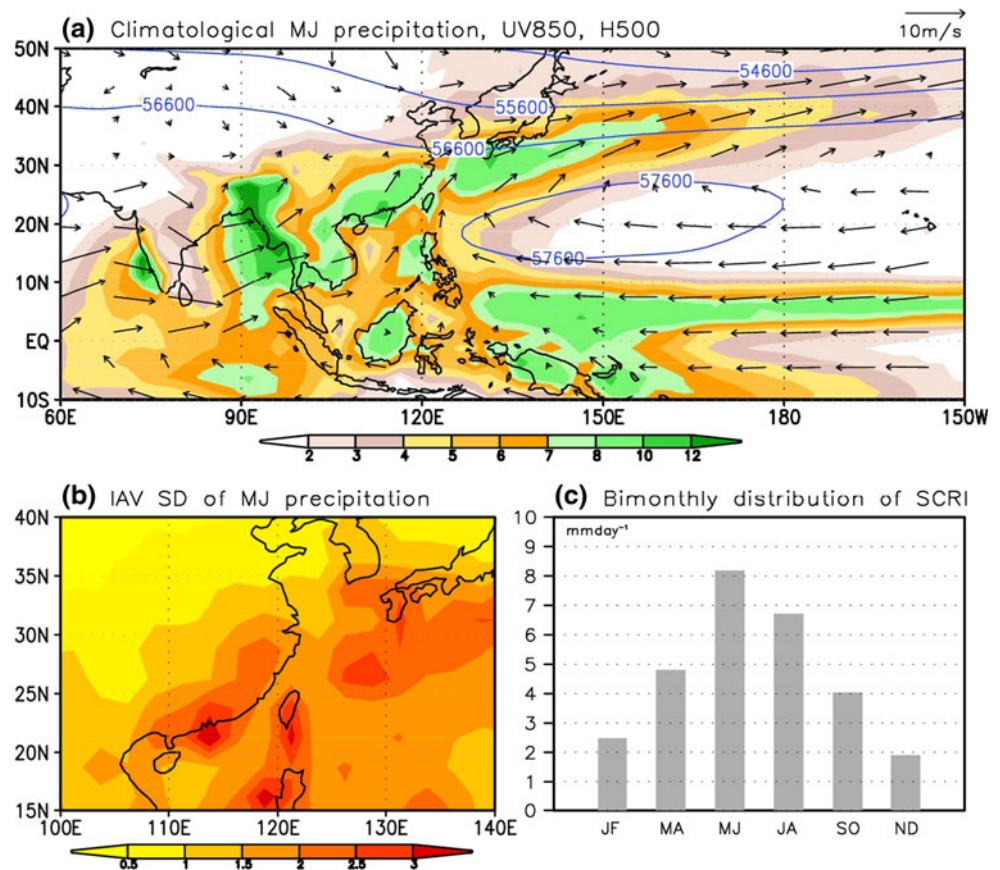 (a) Climatological MJ precipitation, UV850, H500
10m/s
50N
40N
30N
20N
10N
EQ
10S
54600
56600
55600
56600
57600
57600
60E 90E 120E 150E 180 150W
2 3 4 5 6 7 8 10 12
(b) IAV SD of MJ precipitation
40N
35N
30N
25N
20N
15N
100E 110E 120E 130E 140E
0.5 1 1.5 2 2.5 3
(c) Bimonthly distribution of SCRI
mmday⁻¹
10
9
8
7
6
5
4
3
2
1
0
JF MA MJ JA SO ND